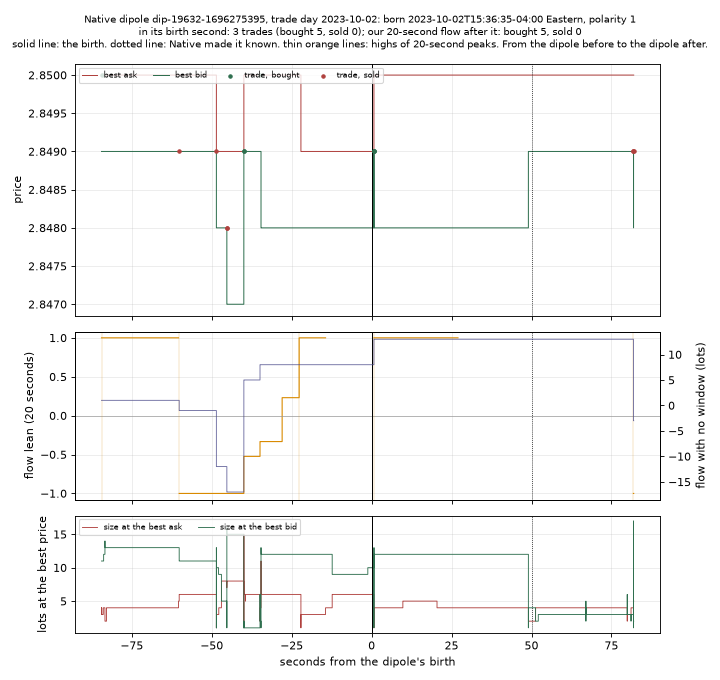 Native dipole dip-19632-1696275395, trade day 2023-10-02: born 2023-10-02T15:36:35-04:00 Eastern, polarity 1
in its birth second: 3 trades (bought 5, sold 0); our 20-second flow after it: bought 5, sold 0
solid line: the birth. dotted line: Native made it known. thin orange lines: highs of 20-second peaks. From the dipole before to the dipole after.
best ask
best bid
trade, bought
trade, sold
2.8500
2.8495
2.8490
2.8485
2.8480
2.8475
2.8470
price
1.0
0.5
0.0
−0.5
−1.0
flow lean (20 seconds)
10
5
0
−5
−10
−15
flow with no window (lots)
size at the best ask
size at the best bid
15
10
5
lots at the best price
−75
−50
−25
0
25
50
75
seconds from the dipole's birth